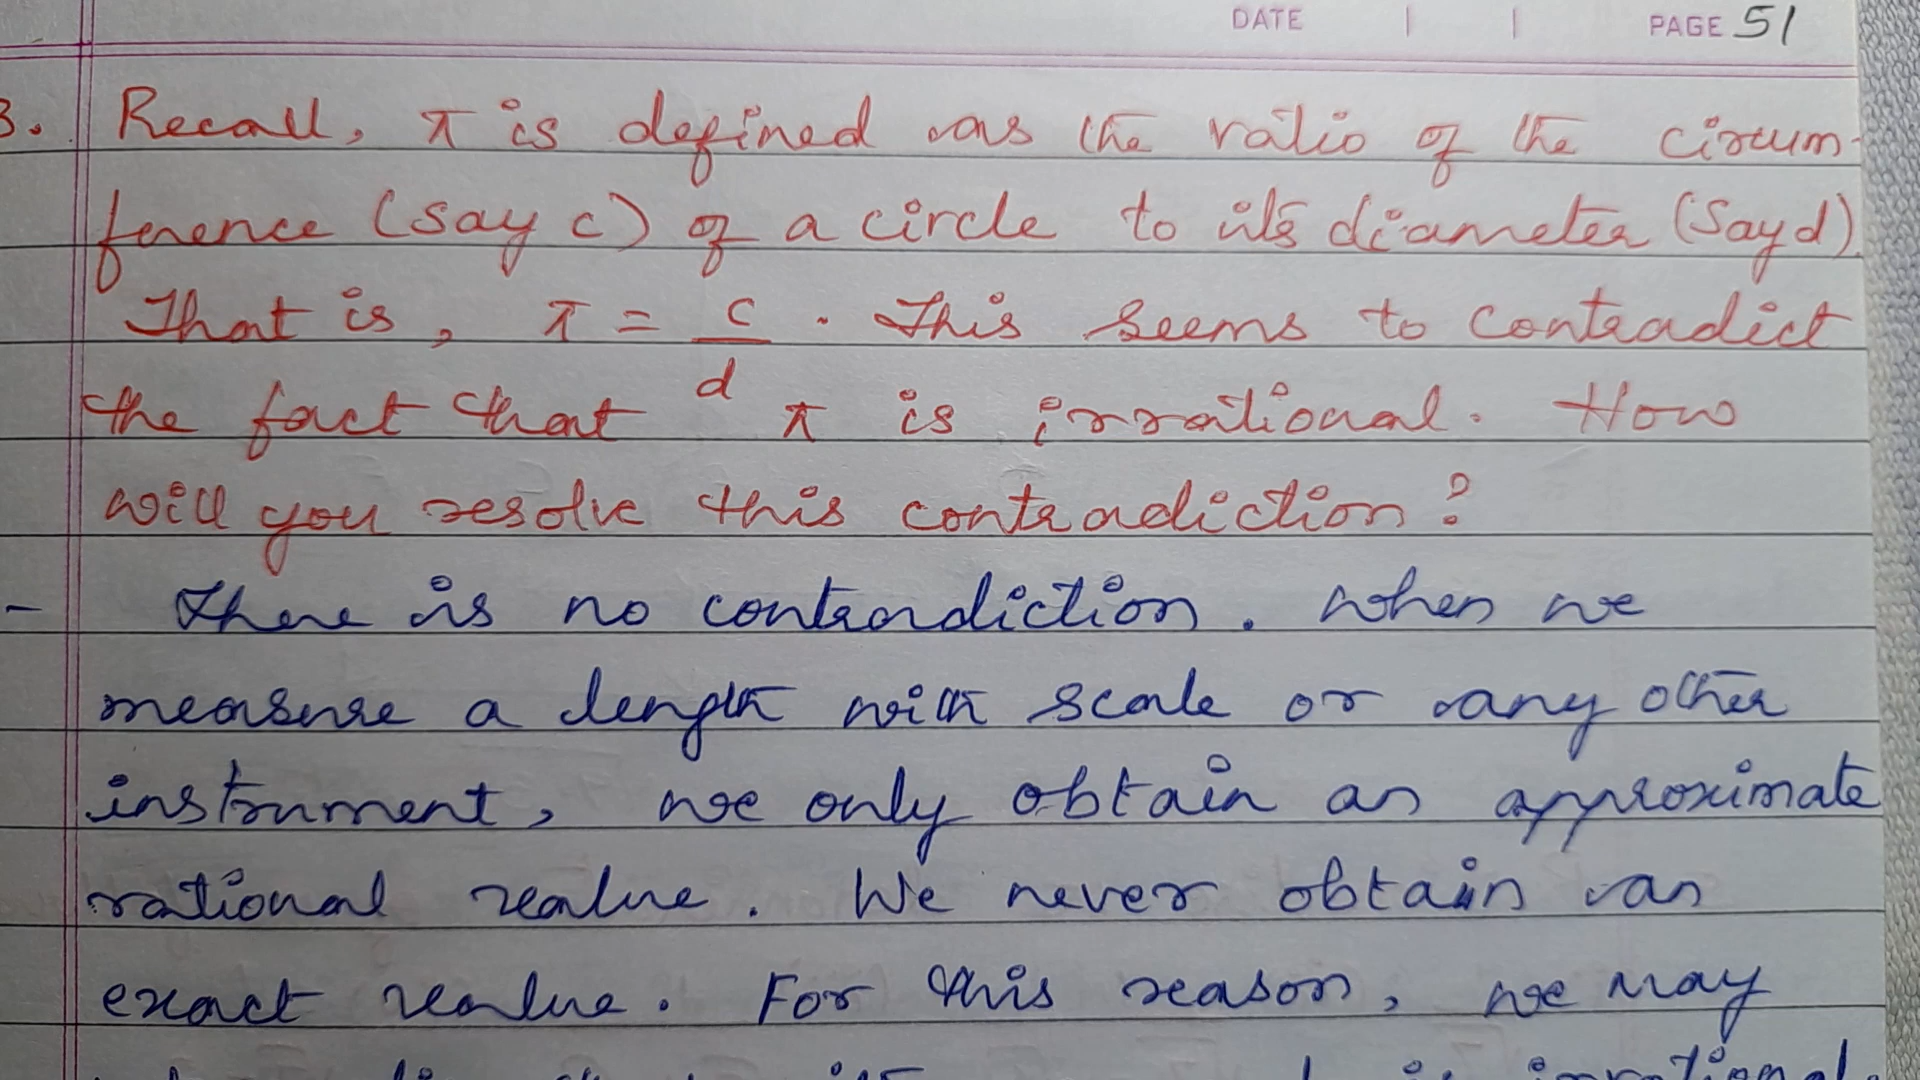 DATE | | PAGE 51
3. Recall, π is defined as the ratio of the circum-
ference (say c) of a circle to its diameter (say d).
That is, π = c/d. This seems to contradict
the fact that π is irrational. How
will you resolve this contradiction?
- There is no contradiction. When we
measure a length with scale or any other
instrument, we only obtain an approximate
rational value. We never obtain an
exact value. For this reason, we may
is irrational.